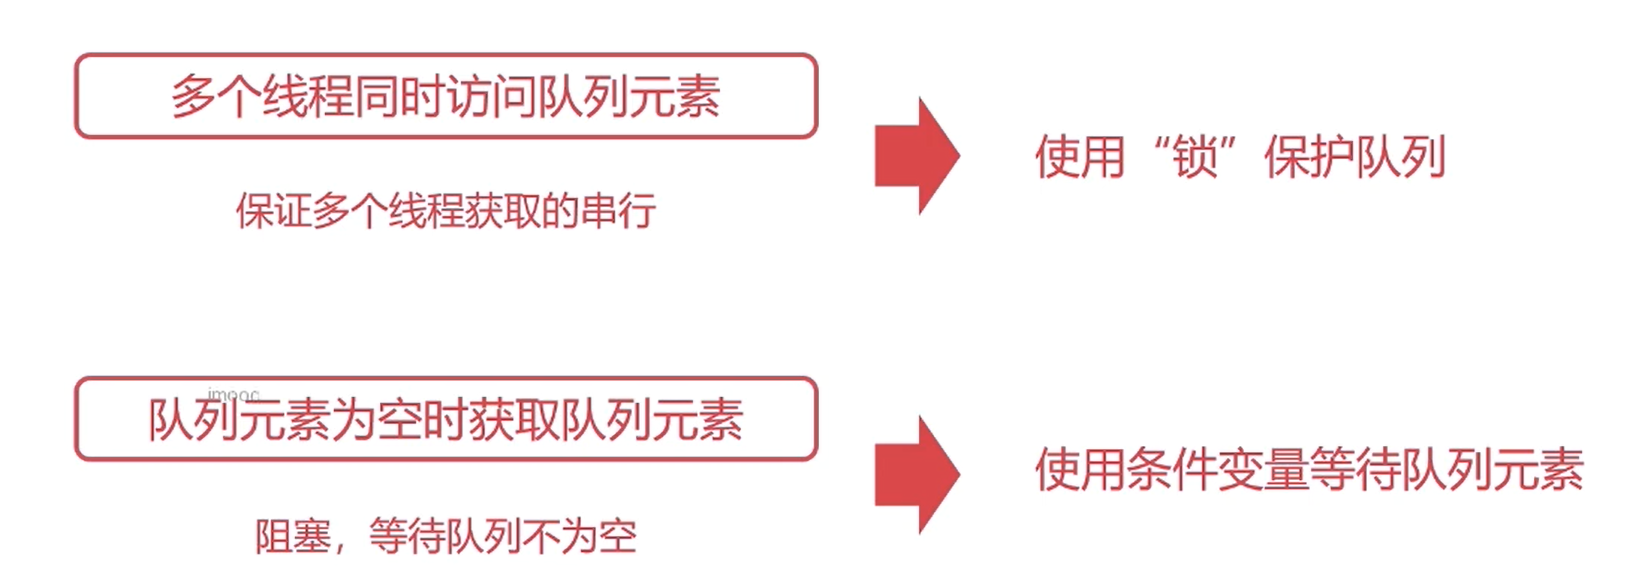 多个线程同时访问队列元素
保证多个线程获取的串行
使用“锁”保护队列
imooc
队列元素为空时获取队列元素
阻塞，等待队列不为空
使用条件变量等待队列元素